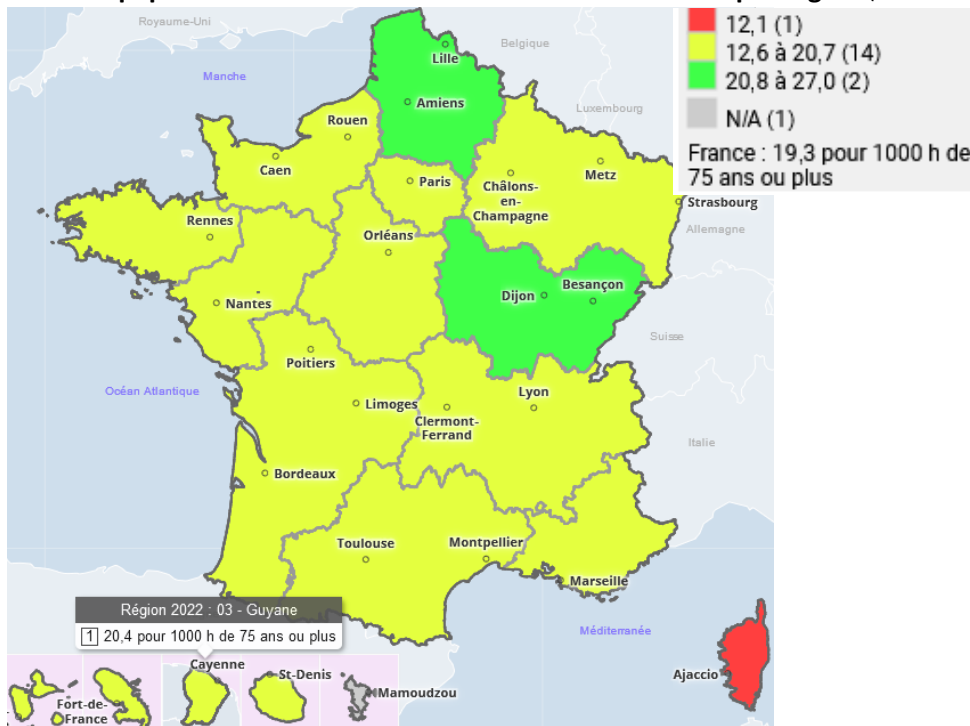 12,1 (1)
12,6 à 20,7 (14)
20,8 à 27,0 (2)
N/A (1)
France : 19,3 pour 1000 h de
75 ans ou plus
Royaume-Uni
Belgique
Lille
Manche
Amiens
Luxembourg
Rouen
Caen
Paris
Châlons-
en-
Champagne
Metz
Strasbourg
Rennes
Orléans
Allemagne
Nantes
Dijon
Besançon
Suisse
Poitiers
Océan Atlantique
Limoges
Lyon
Clermont-
Ferrand
Italie
Bordeaux
Toulouse
Montpellier
Marseille
Région 2022 : 03 - Guyane
1 20,4 pour 1000 h de 75 ans ou plus
Méditerranée
Cayenne
St-Denis
Ajaccio
Mamoudzou
Fort-de-
France